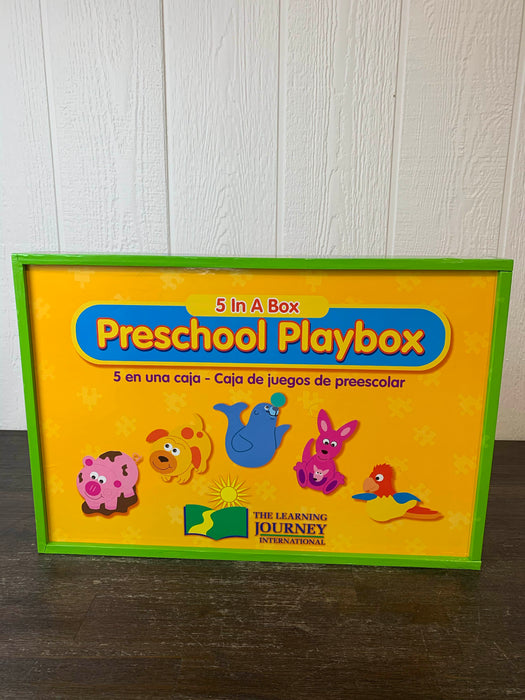 5 In A Box
Preschool Playbox
5 en una caja - Caja de juegos de preescolar
THE LEARNING
JOURNEY
INTERNATIONAL